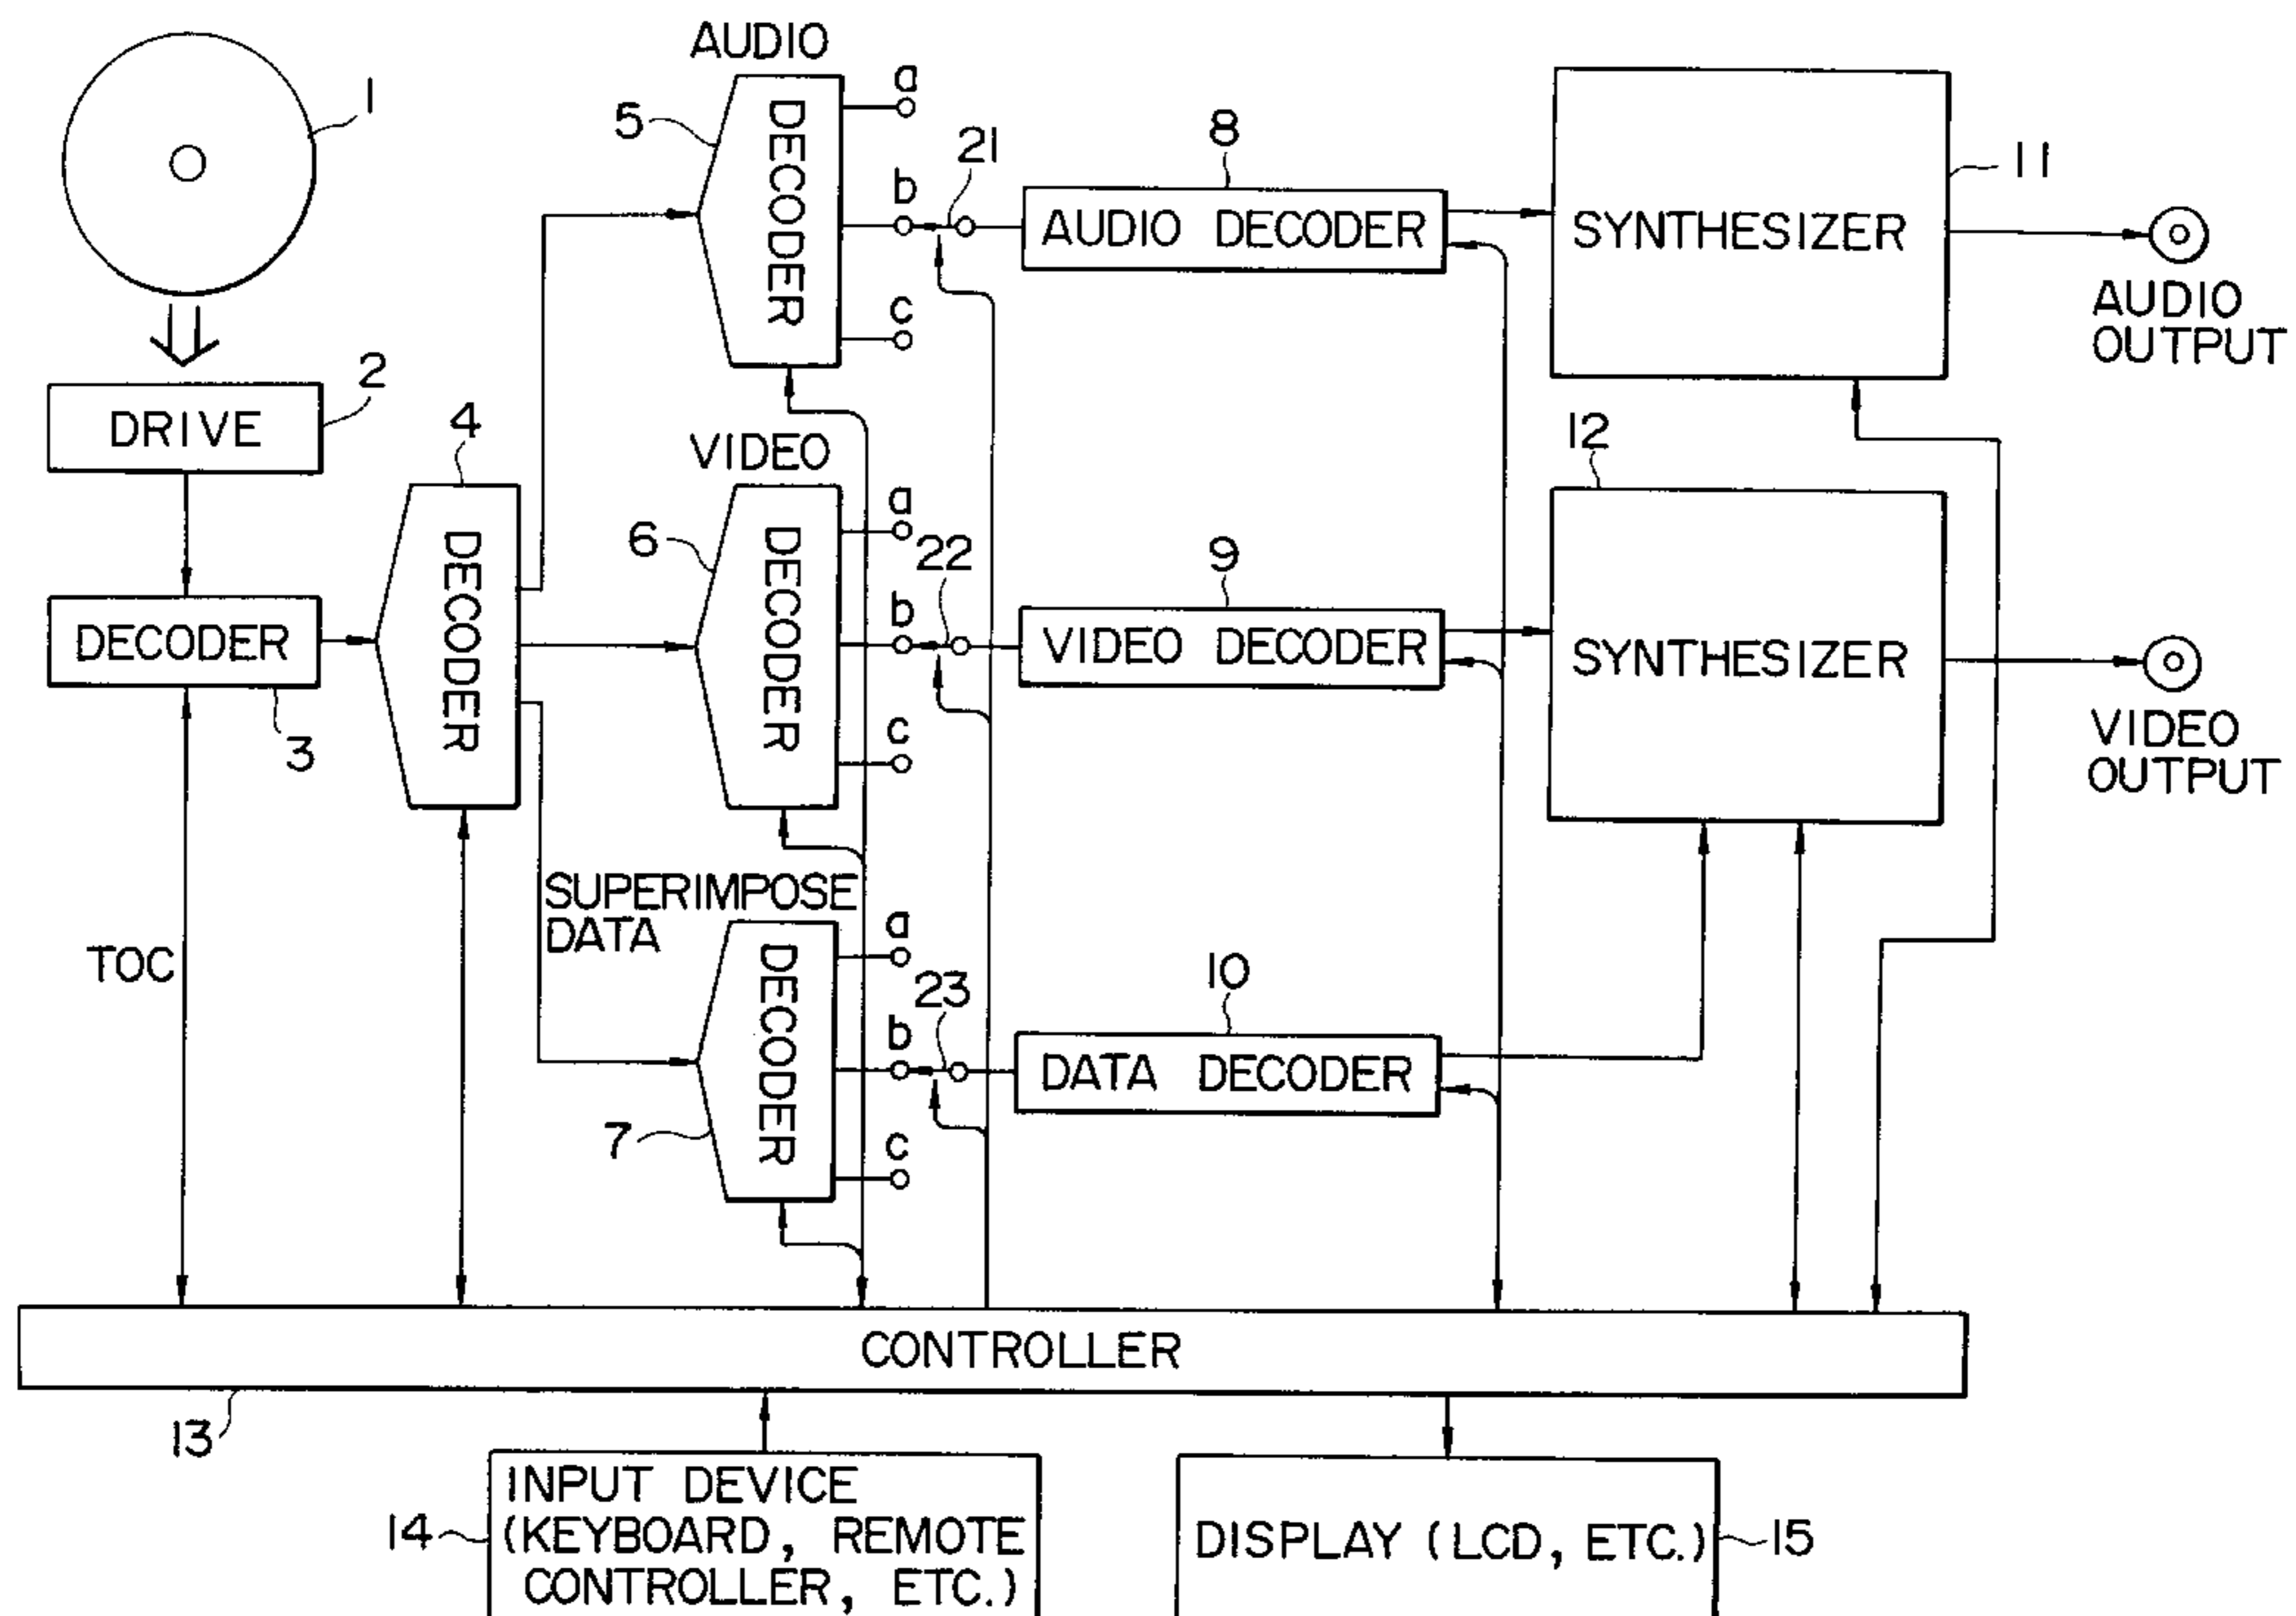 AUDIO
1
5
DECODER
a
b
c
21
8
AUDIO DECODER
SYNTHESIZER
11
AUDIO
OUTPUT
DRIVE
2
DECODER
3
4
DECODER
VIDEO
6
DECODER
a
b
c
22
9
VIDEO DECODER
12
SYNTHESIZER
VIDEO
OUTPUT
TOC
SUPERIMPOSE
DATA
7
DECODER
a
b
c
23
10
DATA DECODER
CONTROLLER
13
14
INPUT DEVICE
(KEYBOARD, REMOTE
CONTROLLER, ETC.)
DISPLAY (LCD, ETC.)
15